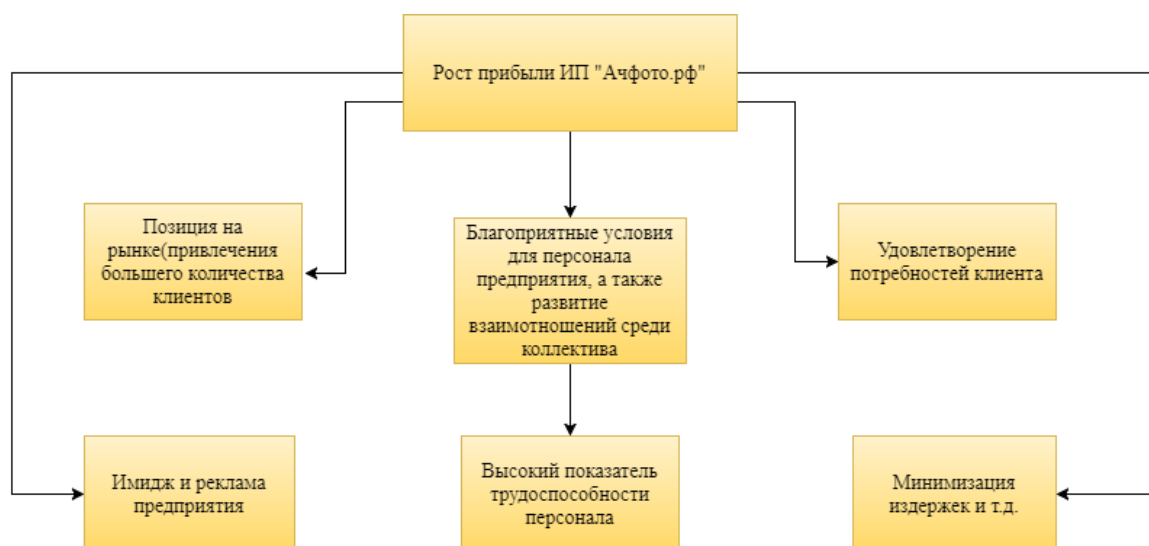 Рост прибыли ИП "Ачфото.рф"
Позиция на
рынке(привлечения
большего количества
клиентов
Благоприятные условия
для персонала
предприятия, а также
развитие
взаимотношений среди
коллектива
Удовлетворение
потребностей клиента
Имидж и реклама
предприятия
Высокий показатель
трудоспособности
персонала
Минимизация
издержек и т.д.